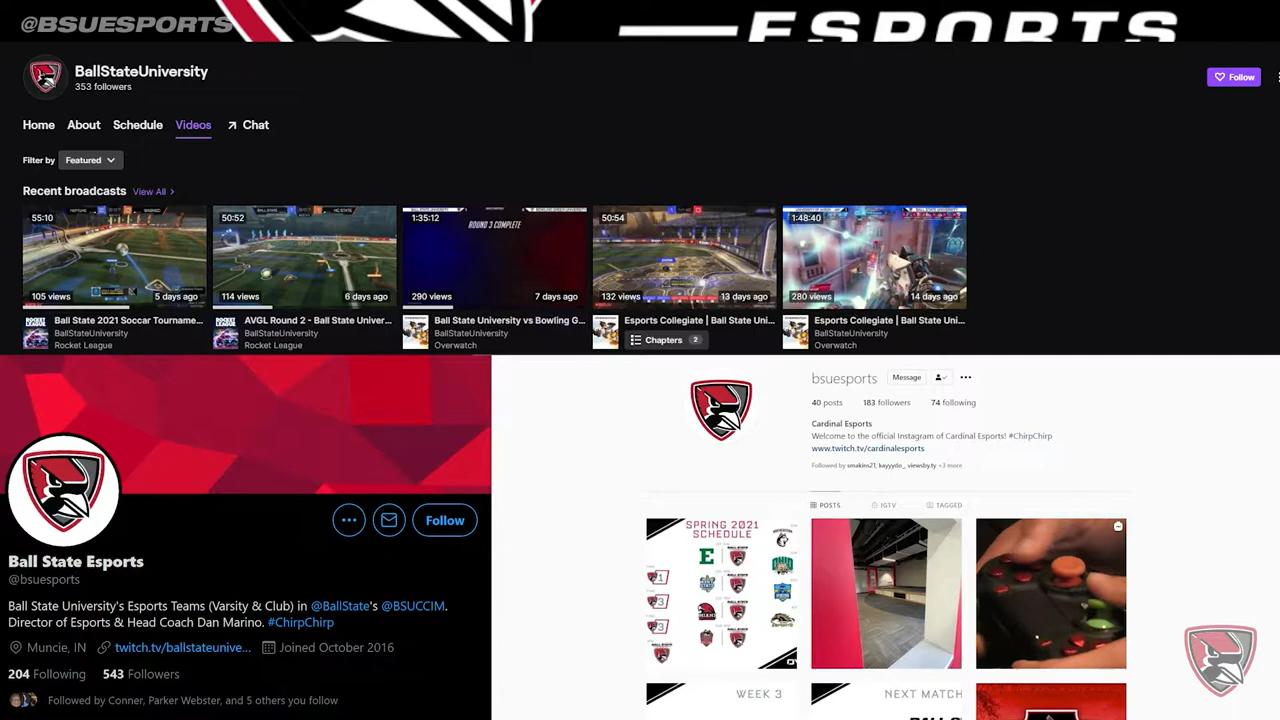 @BSUESPORTS
ESPORTS
BallStateUniversity
353 followers
Follow
Home About Schedule Videos Chat
Filter by Featured
Recent broadcasts View All
55:10 50:52 1:35:12 50:54 1:48:40
ROUND 3 COMPLETE
105 views 5 days ago 114 views 6 days ago 290 views 7 days ago 132 views 13 days ago 280 views 14 days ago
Ball State 2021 Soccar Tourname... AVGL Round 2 - Ball State Univer... Ball State University vs Bowling G... Esports Collegiate | Ball State Uni... Esports Collegiate | Ball State Uni...
BallStateUniversity BallStateUniversity BallStateUniversity Chapters 2 BallStateUniversity
Rocket League Rocket League Overwatch Overwatch
Follow
Ball State Esports
@bsuesports
Ball State University's Esports Teams (Varsity & Club) in @BallState's @BSUCCIM.
Director of Esports & Head Coach Dan Marino. #ChirpChirp
Muncie, IN twitch.tv/ballstateunive... Joined October 2016
204 Following 543 Followers
Followed by Conner, Parker Webster, and 5 others you follow
bsuesports Message
40 posts 183 followers 74 following
Cardinal Esports
Welcome to the official Instagram of Cardinal Esports! #ChirpChirp
www.twitch.tv/cardinalesports
Followed by smakins21, kayyydo_, viewsby.ty +3 more
POSTS IGTV TAGGED
SPRING 2021
SCHEDULE
WEEK 3 NEXT MATCH